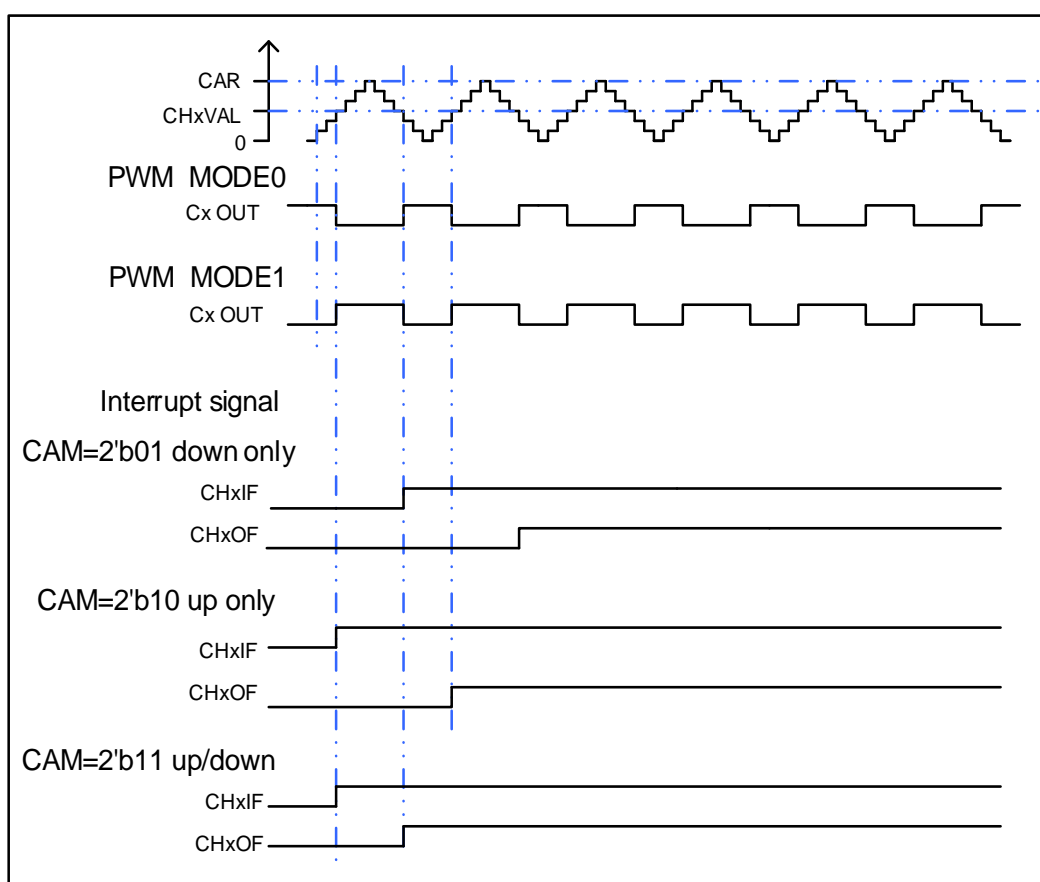 CAR
CHxVAL
0
PWM MODE0
Cx OUT
PWM MODE1
Cx OUT
Interrupt signal
CAM=2'b01 down only
CHxIF
CHxOF
CAM=2'b10 up only
CHxIF
CHxOF
CAM=2'b11 up/down
CHxIF
CHxOF